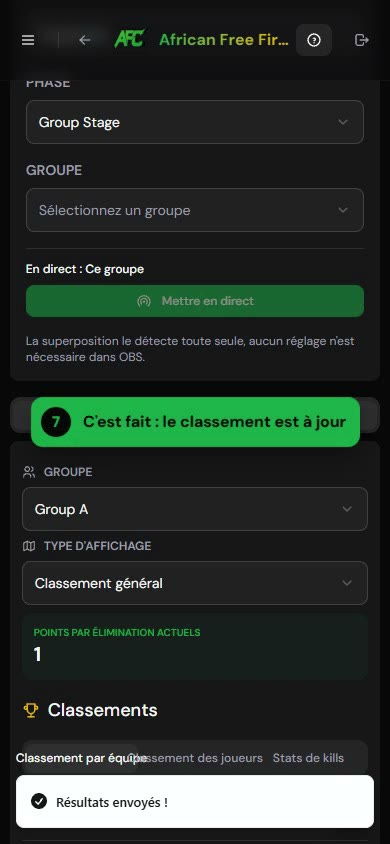 AFC African Free Fir...
PHASE
Group Stage
GROUPE
Sélectionnez un groupe
En direct : Ce groupe
Mettre en direct
La superposition le détecte toute seule, aucun réglage n'est
nécessaire dans OBS.
7 C'est fait : le classement est à jour
GROUPE
Group A
TYPE D'AFFICHAGE
Classement général
POINTS PAR ÉLIMINATION ACTUELS
1
Classements
Classement par équipe Classement des joueurs Stats de kills
Résultats envoyés !